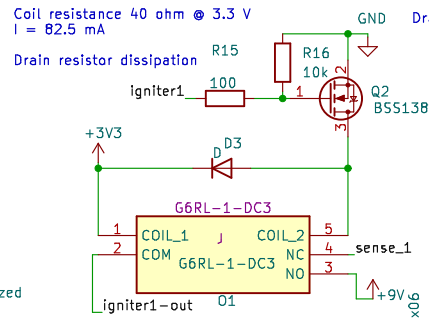 Coil resistance 40 ohm @ 3.3 V
I = 82.5 mA
GND
Dr
Drain resistor dissipation
R15
R16
10k
100
igniter1
1
2
3
Q2
BSS138
+3V3
D
D3
G6RL-1-DC3
1
COIL_1
COIL_2
5
2
COM
J
NC
4
sense_1
G6RL-1-DC3
NO
3
zed
igniter1-out
O1
+9V
90x